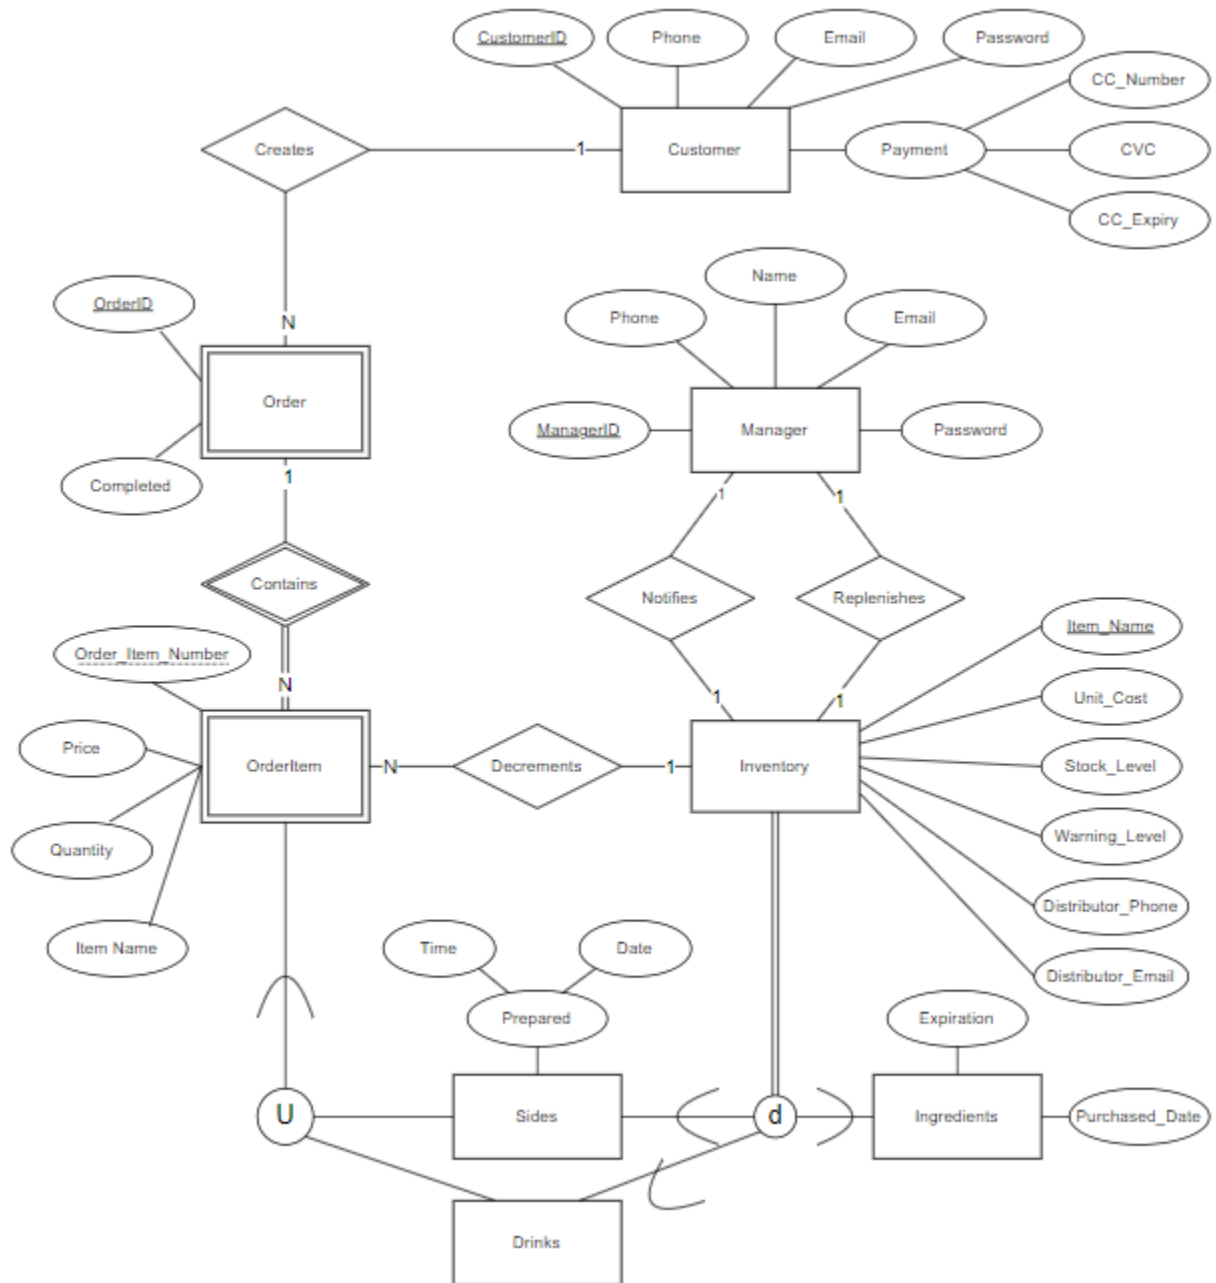 CustomerID
Phone
Email
Password
CC_Number
Creates
1
Customer
Payment
CVC
CC_Expiry
Name
OrderID
Phone
Email
N
Order
ManagerID
Manager
Password
Completed
1
1
1
Contains
Notifies
Replenishes
Item_Name
Order_Item_Number
N
1
1
Unit_Cost
Price
OrderItem
N
Decrements
1
Inventory
Stock_Level
Quantity
Warning_Level
Distributor_Phone
Item Name
Time
Date
Distributor_Email
Prepared
Expiration
U
Sides
d
Ingredients
Purchased_Date
Drinks